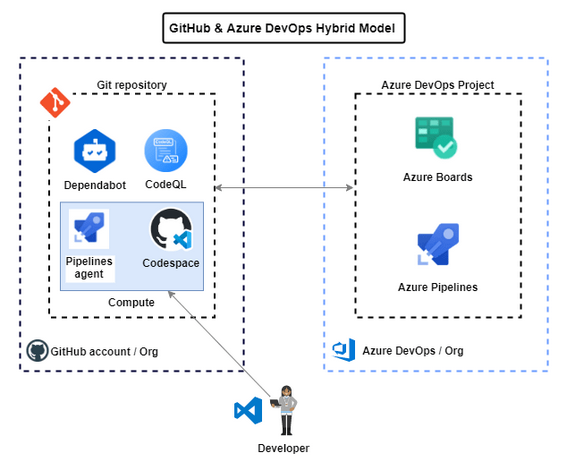 GitHub & Azure DevOps Hybrid Model
Git repository
Dependabot
CodeQL
Pipelines
agent
Codespace
Compute
GitHub account / Org
Azure DevOps Project
Azure Boards
Azure Pipelines
Azure DevOps / Org
Developer